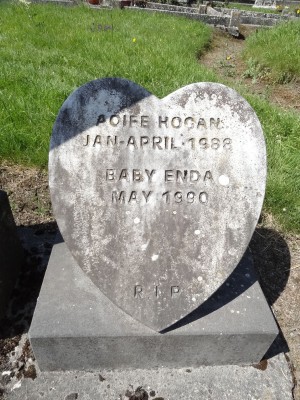 AOIFE HOGAN
JAN-APRIL 1988
BABY ENDA
MAY 1990
R I P